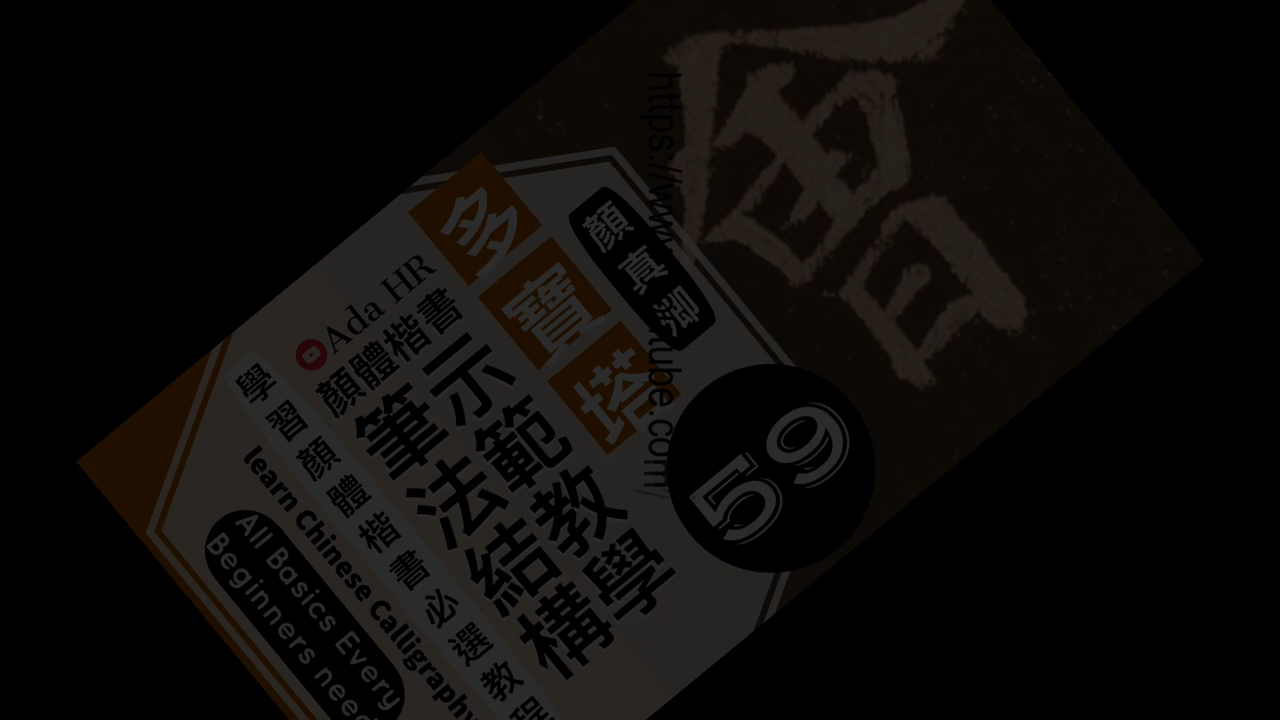 會
顏真卿
多寶塔
59
Ada HR
顏體楷書
示範教學
筆法結構
學習顏體楷書必選教程
learn Chinese Calligraphy
All Basics Every
Beginners need
https://www.
tube.com/